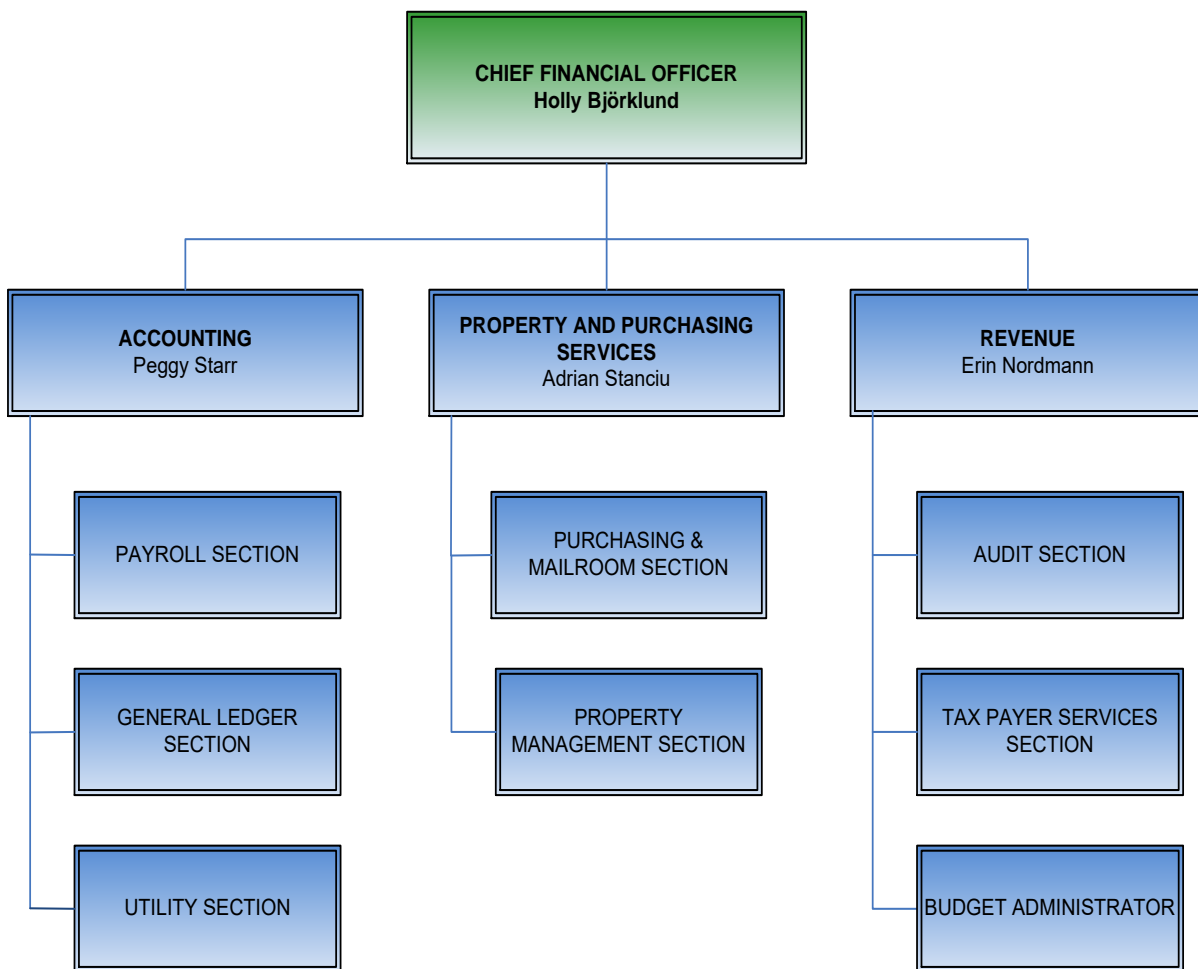 CHIEF FINANCIAL OFFICER
Holly Björklund
ACCOUNTING
Peggy Starr
PROPERTY AND PURCHASING
SERVICES
Adrian Stanciu
REVENUE
Erin Nordmann
PAYROLL SECTION
PURCHASING &
MAILROOM SECTION
AUDIT SECTION
GENERAL LEDGER
SECTION
PROPERTY
MANAGEMENT SECTION
TAX PAYER SERVICES
SECTION
UTILITY SECTION
BUDGET ADMINISTRATOR